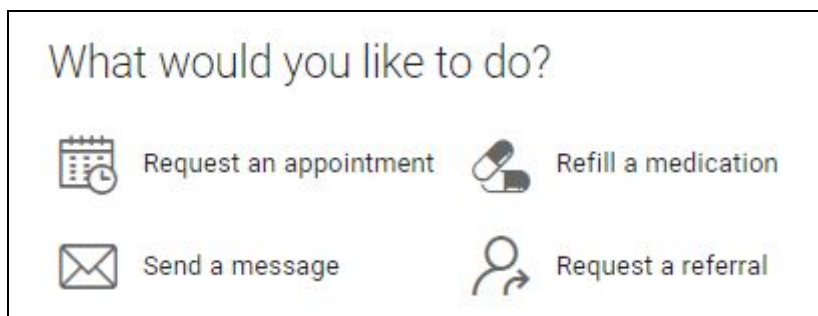 What would you like to do?
Request an appointment
Refill a medication
Send a message
Request a referral